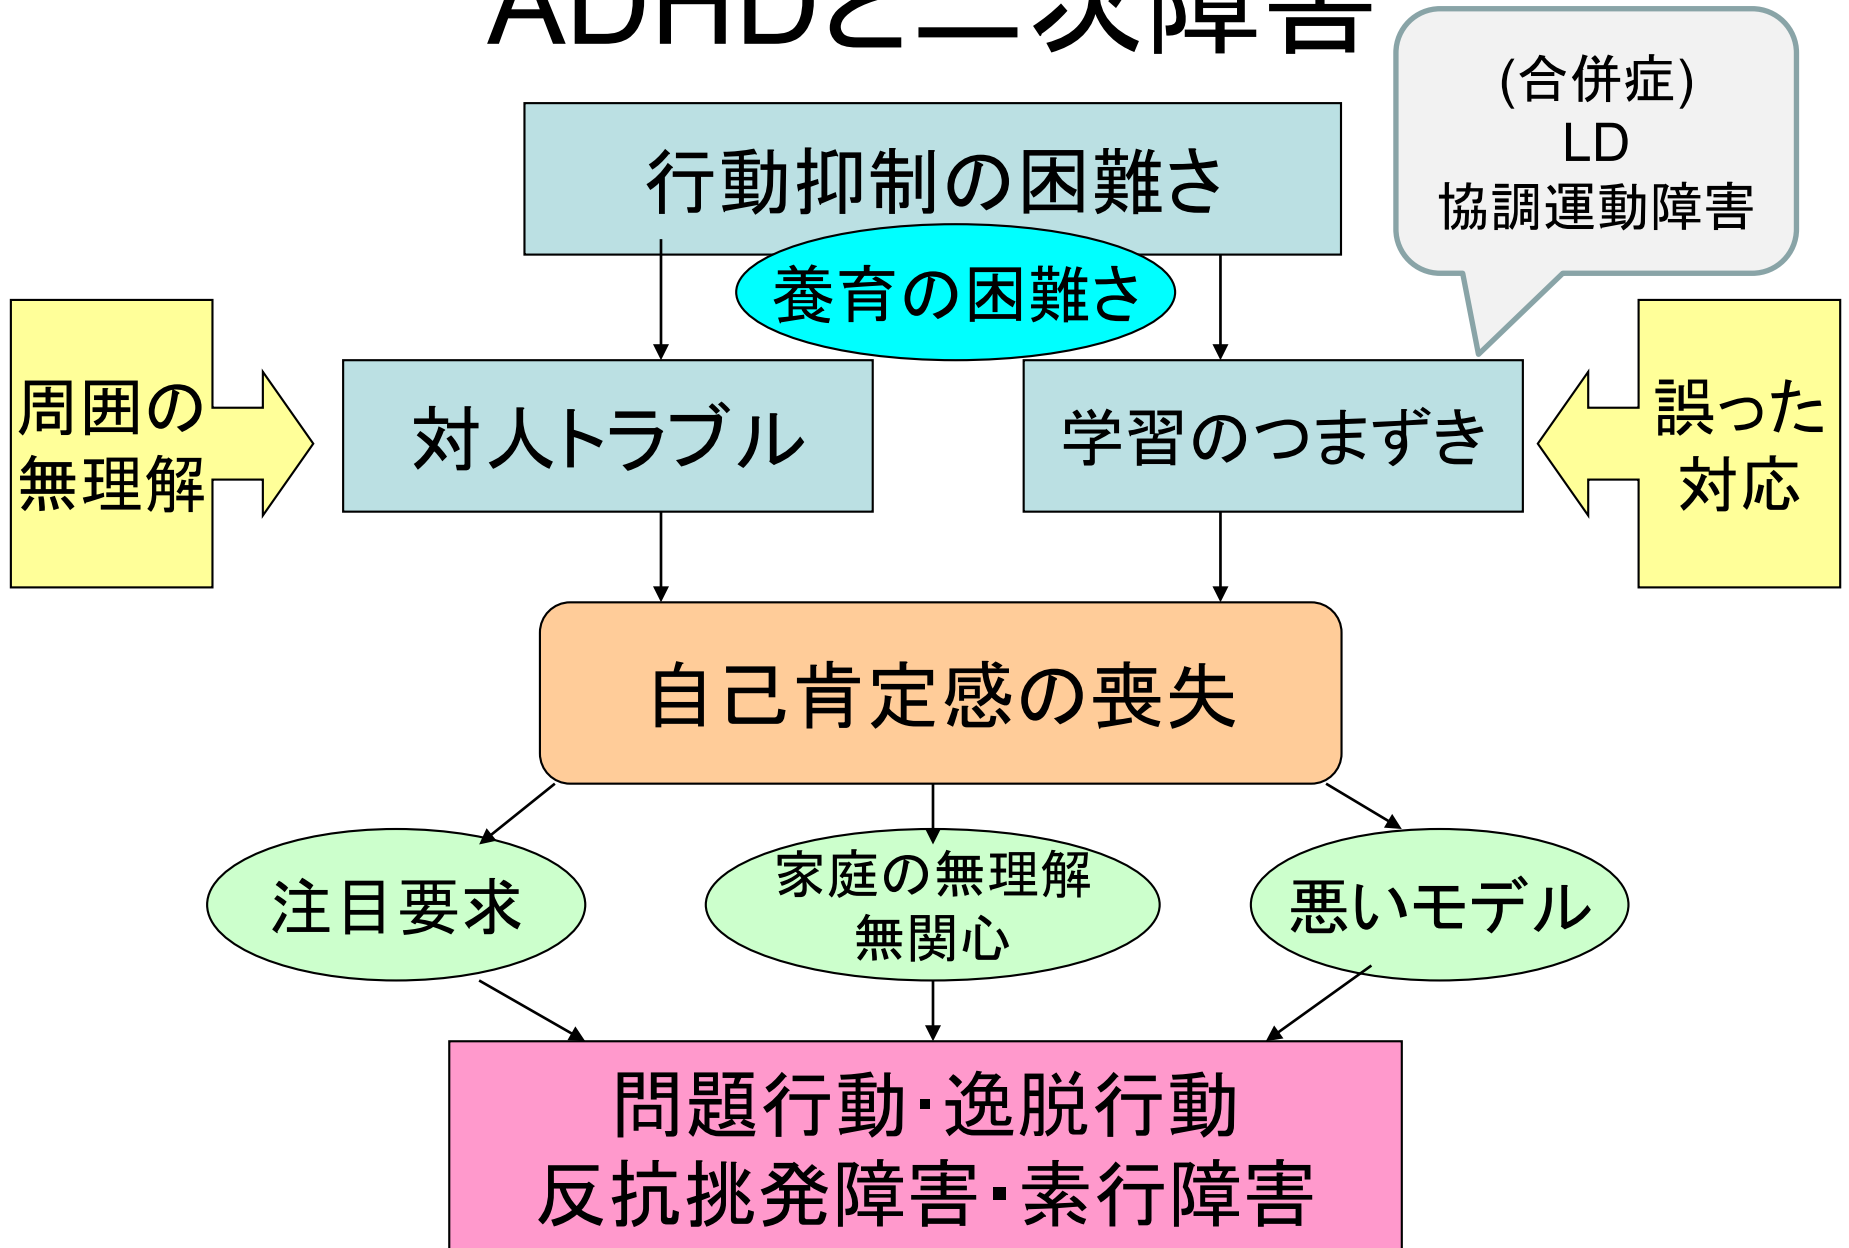 ADHDと二次障害
(合併症)
LD
協調運動障害
行動抑制の困難さ
養育の困難さ
周囲の
無理解
対人トラブル
学習のつまずき
誤った
対応
自己肯定感の喪失
注目要求
家庭の無理解
無関心
悪いモデル
問題行動・逸脱行動
反抗挑発障害・素行障害